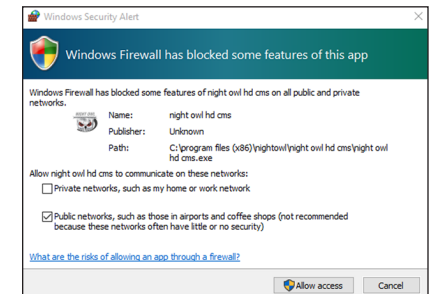 Windows Security Alert
Windows Firewall has blocked some features of this app
Windows Firewall has blocked some features of night owl hd cms on all public and private
networks.
Name: night owl hd cms
Publisher: Unknown
Path: C:\program files (x86)\nightowl\night owl hd cms\night
owl hd cms.exe
Allow night owl hd cms to communicate on these networks:
Private networks, such as my home or work network
Public networks, such as those in airports and coffee shops (not recommended
because these networks often have little or no security)
What are the risks of allowing an app through a firewall?
Allow access Cancel